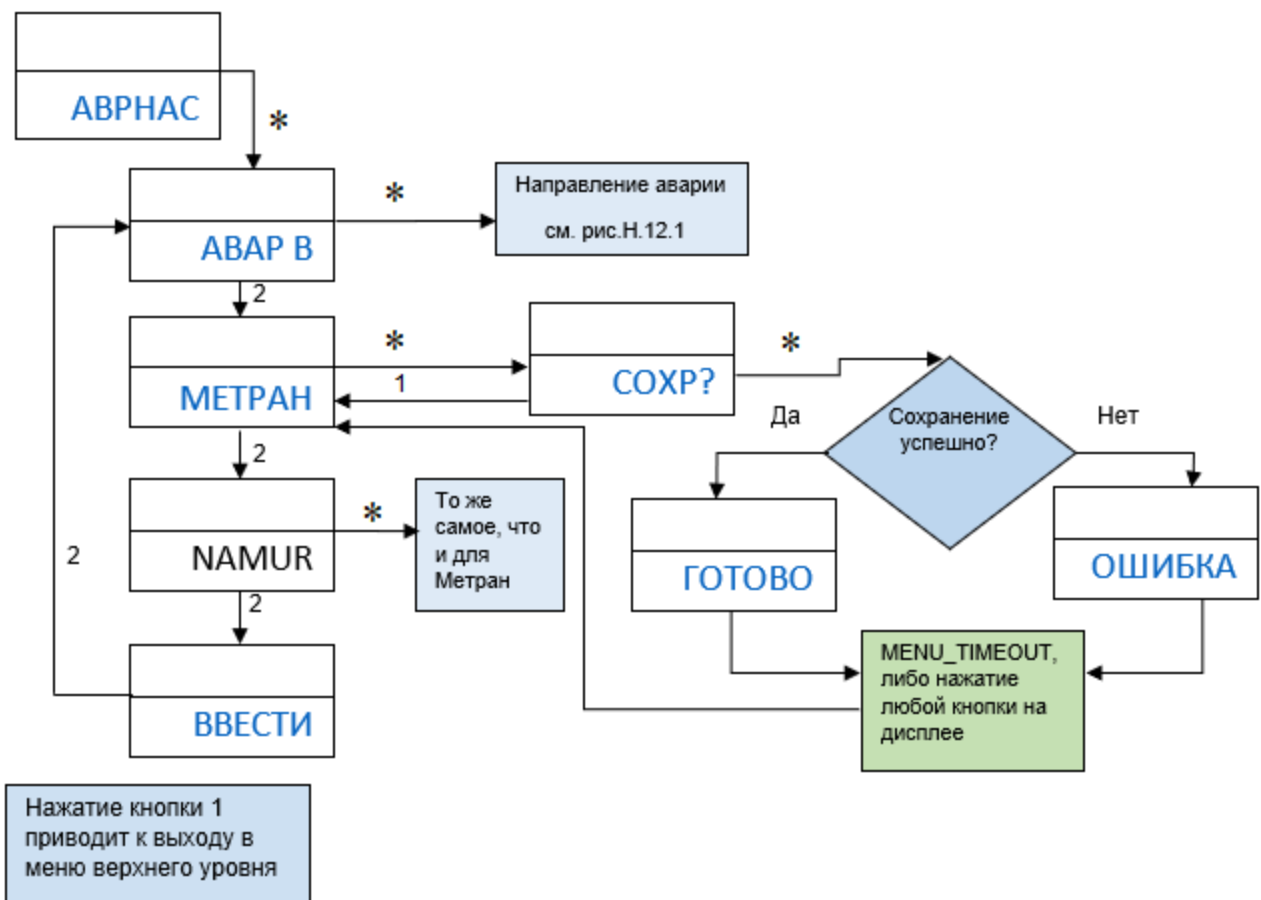 АВРНАС
*
АВАР В
*
Направление аварии
см. рис.Н.12.1
2
МЕТРАН
*
1
СОХР?
*
Сохранение
успешно?
Да
Нет
2
NAMUR
*
То же
самое, что
и для
Метран
ГОТОВО
ОШИБКА
2
2
ВВЕСТИ
MENU_TIMEOUT,
либо нажатие
любой кнопки на
дисплее
Нажатие кнопки 1
приводит к выходу в
меню верхнего уровня